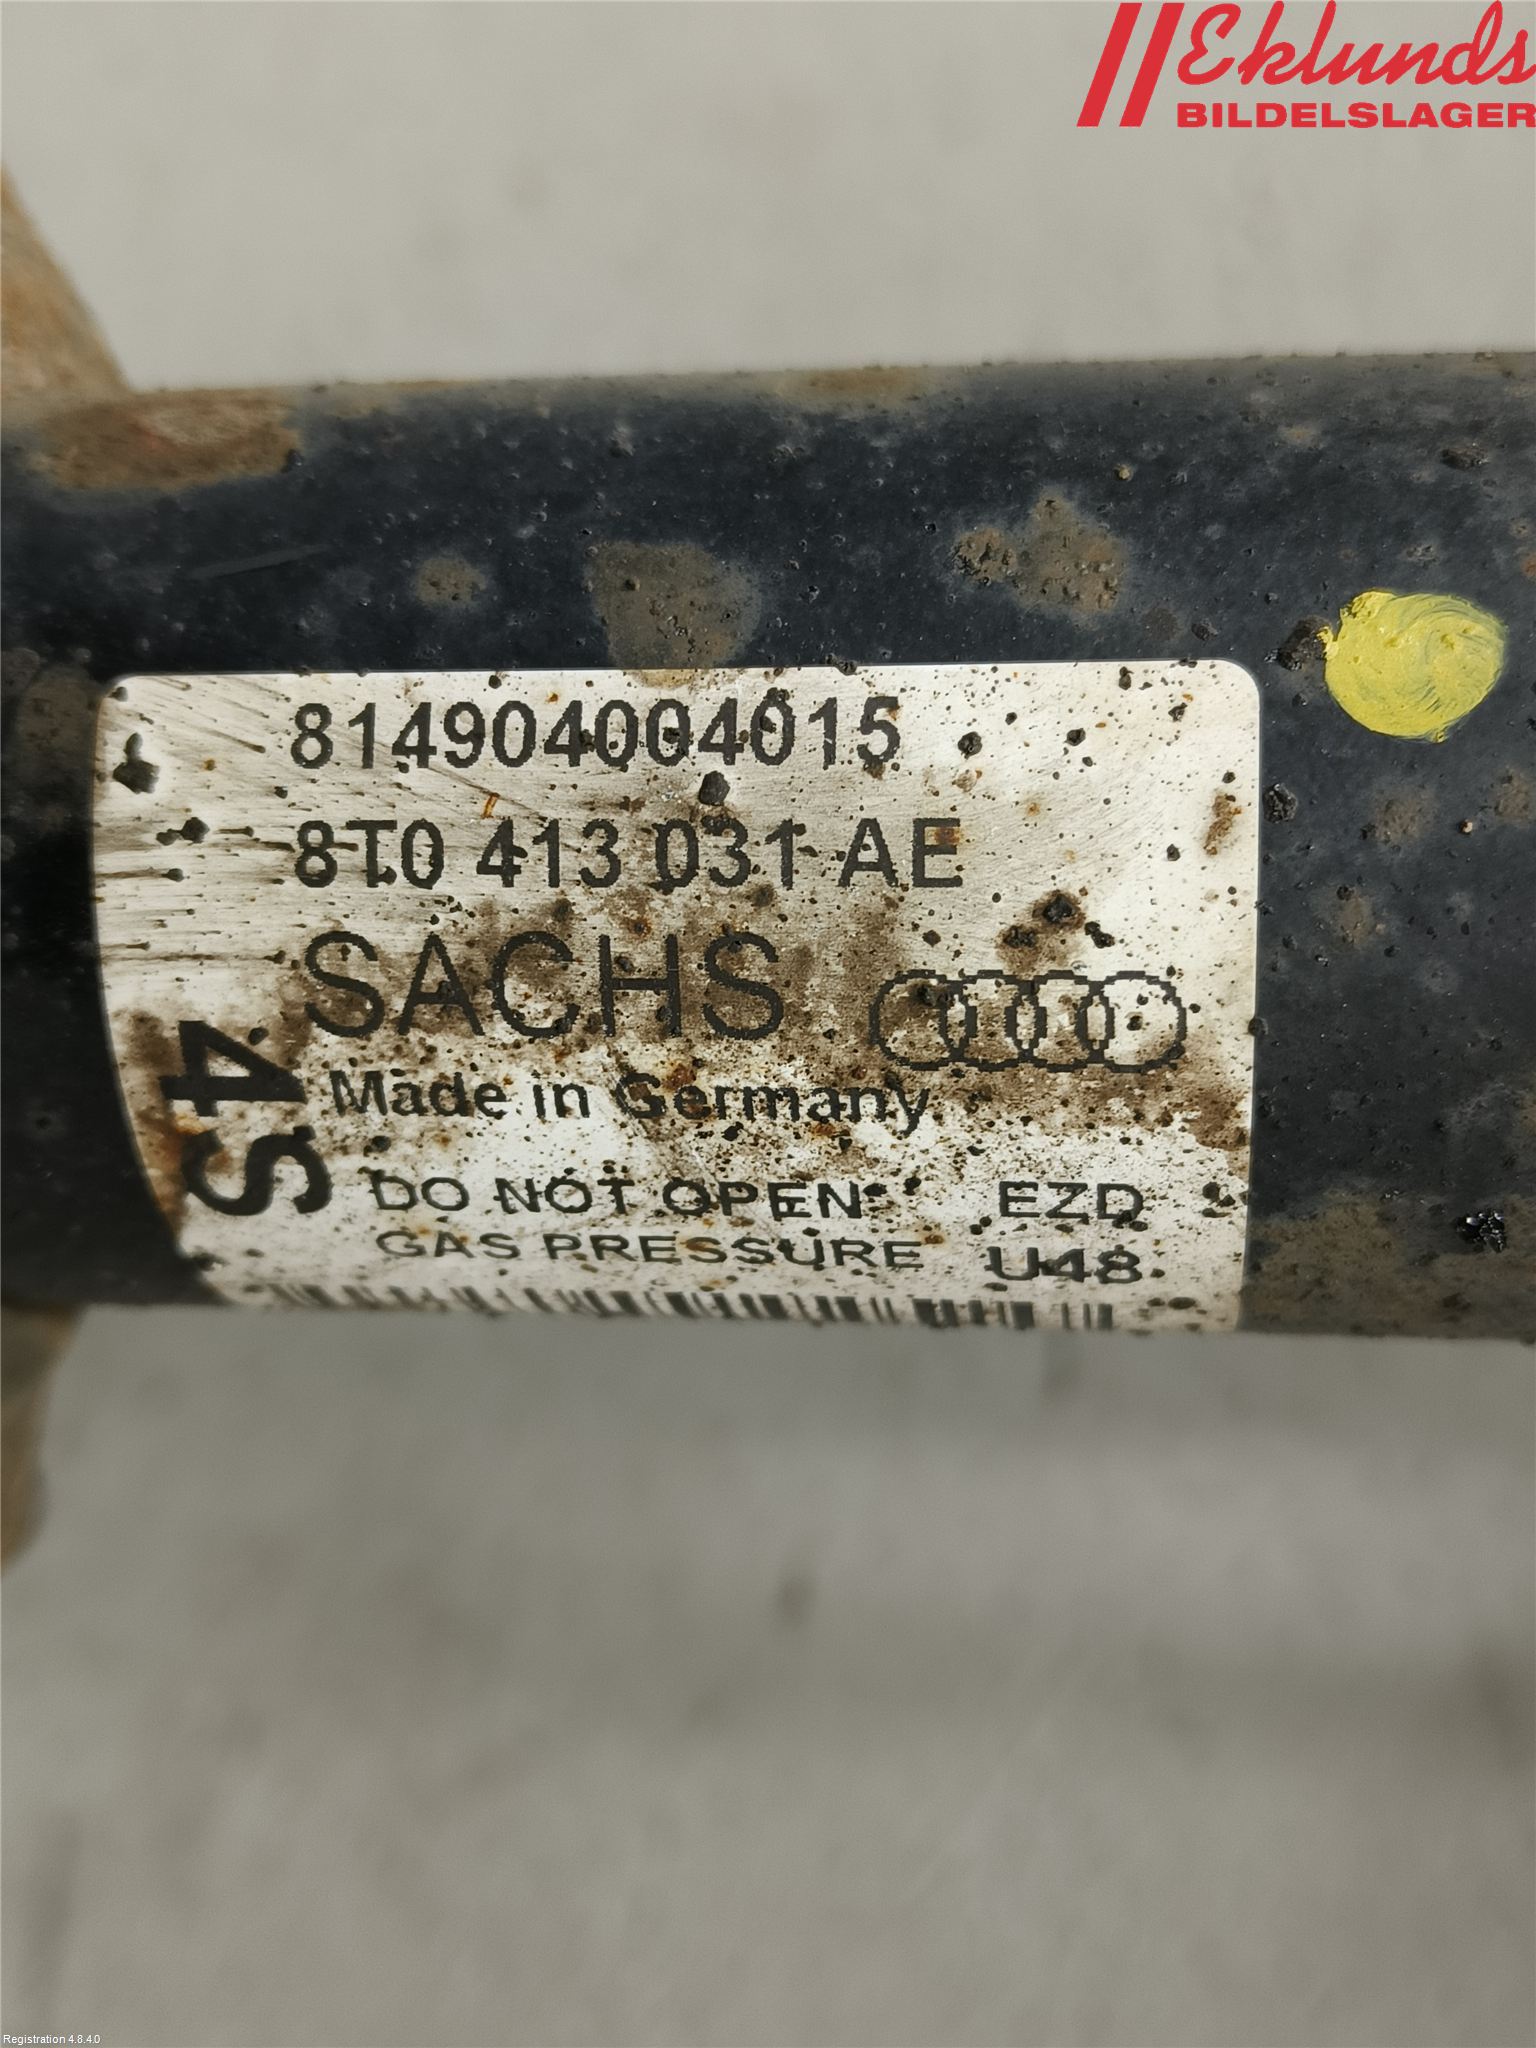 Eklunds
BILDELSLAGER
814904004015
8T0 413 031 AE
SACHS
Made in Germany
4S
DO NOT OPEN EZD
GAS PRESSURE U48
Registration 4.8.4.0